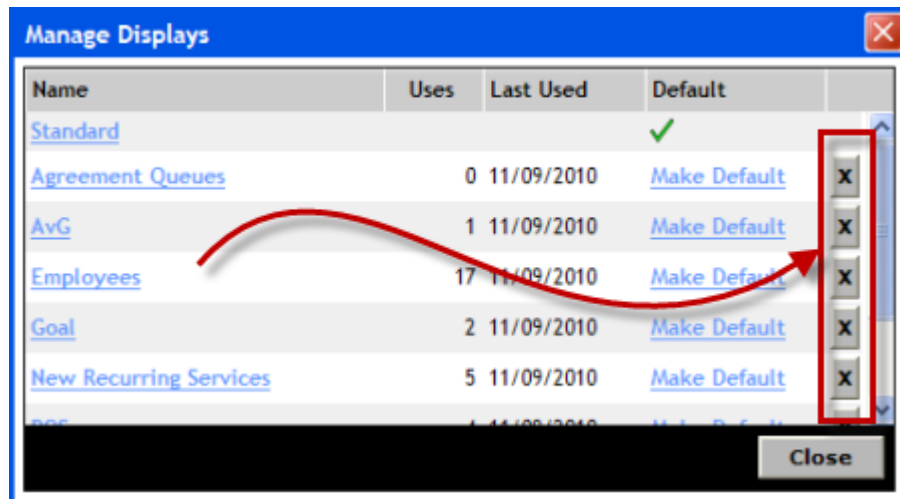 Manage Displays
Name Uses Last Used Default
Standard
Agreement Queues 0 11/09/2010 Make Default X
AvG 1 11/09/2010 Make Default X
Employees 17 11/09/2010 Make Default X
Goal 2 11/09/2010 Make Default X
New Recurring Services 5 11/09/2010 Make Default X
Close